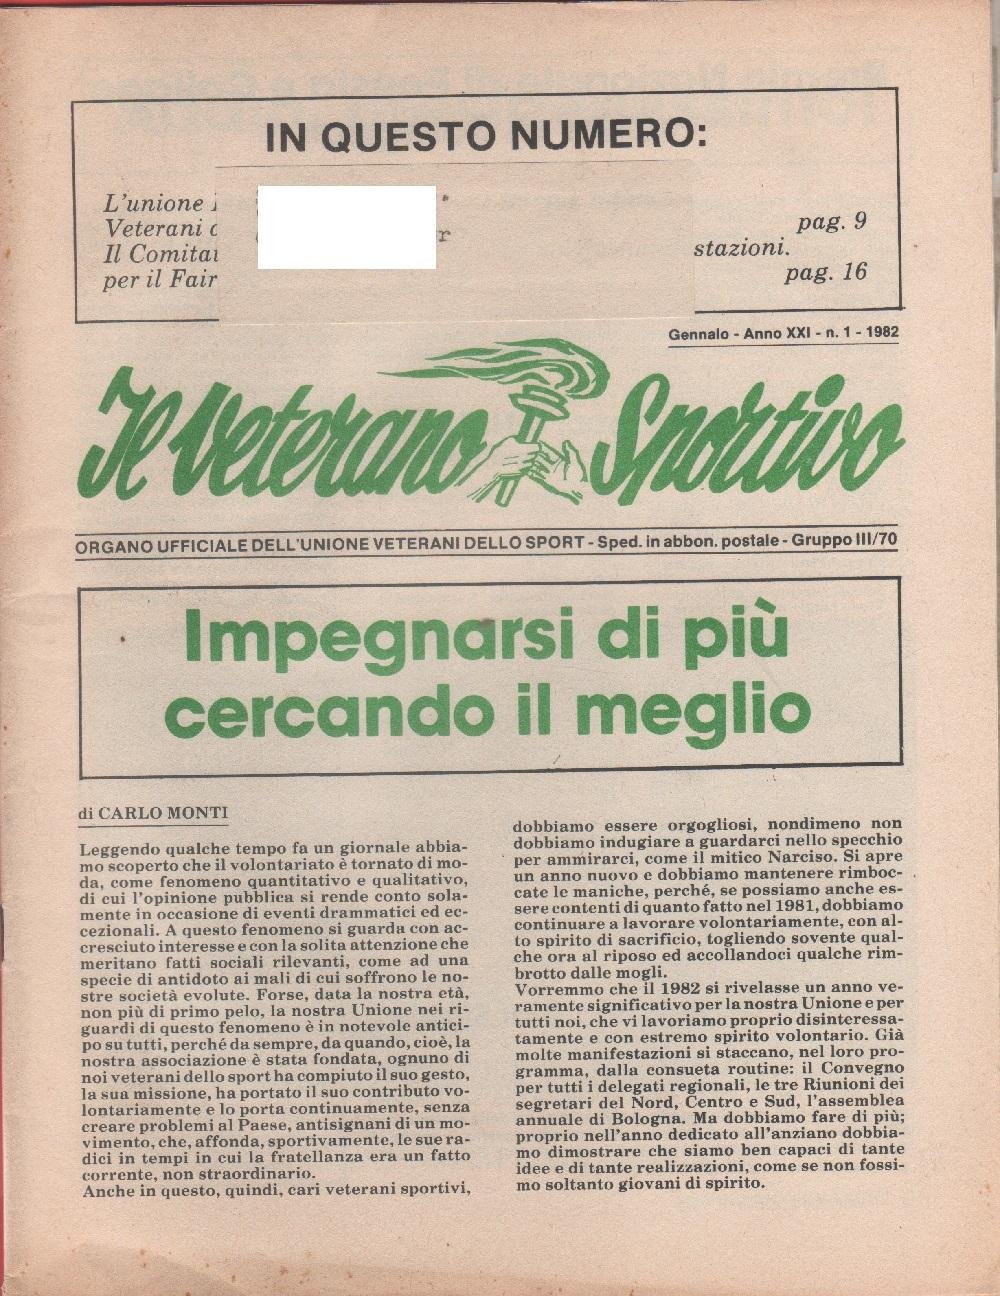 IN QUESTO NUMERO:
L'unione
Veterani
Il
per il Fair
pag. 9
stazioni.
pag. 16
Gennaio - Anno XXI - n. 1 - 1982
Il Veterano Sportivo
ORGANO UFFICIALE DELL'UNIONE VETERANI DELLO SPORT - Sped. in abbon. postale - Gruppo III/70
Impegnarsi di più
cercando il meglio
di CARLO MONTI
Leggendo qualche tempo fa un giornale abbia-
mo scoperto che il volontariato è tornato di mo-
da, come fenomeno quantitativo e qualitativo,
di cui l'opinione pubblica si rende conto sola-
mente in occasione di eventi drammatici ed ec-
cezionali. A questo fenomeno si guarda con ac-
cresciuto interesse e con la solita attenzione che
meritano fatti sociali rilevanti, come ad una
specie di antidoto ai mali di cui soffrono le no-
stre società evolute. Forse, data la nostra età,
non più di primo pelo, la nostra Unione nei ri-
guardi di questo fenomeno è in notevole antici-
po su tutti, perché da sempre, da quando, cioè, la
nostra associazione è stata fondata, ognuno di
noi veterani dello sport ha compiuto il suo gesto,
la sua missione, ha portato il suo contributo vo-
lontariamente e lo porta continuamente, senza
creare problemi al Paese, antisignani di un mo-
vimento, che, affonda, sportivamente, le sue ra-
dici in tempi in cui la fratellanza era un fatto
corrente, non straordinario.
Anche in questo, quindi, cari veterani sportivi,
dobbiamo essere orgogliosi, nondimeno non
dobbiamo indugiare a guardarci nello specchio
per ammirarci, come il mitico Narciso. Si apre
un anno nuovo e dobbiamo mantenere rimboc-
cate le maniche, perché, se possiamo anche es-
sere contenti di quanto fatto nel 1981, dobbiamo
continuare a lavorare volontariamente, con al-
to spirito di sacrificio, togliendo sovente qual-
che ora al riposo ed accollandoci qualche rim-
brotto dalle mogli.
Vorremmo che il 1982 si rivelasse un anno ve-
ramente significativo per la nostra Unione e per
tutti noi, che vi lavoriamo proprio disinteressa-
tamente e con estremo spirito volontario. Già
molte manifestazioni si staccano, nel loro pro-
gramma, dalla consueta routine: il Convegno
per tutti i delegati regionali, le tre Riunioni dei
segretari del Nord, Centro e Sud, l'assemblea
annuale di Bologna. Ma dobbiamo fare di più;
proprio nell'anno dedicato all'anziano dobbia-
mo dimostrare che siamo ben capaci di tante
idee e di tante realizzazioni, come se non fossi-
mo soltanto giovani di spirito.